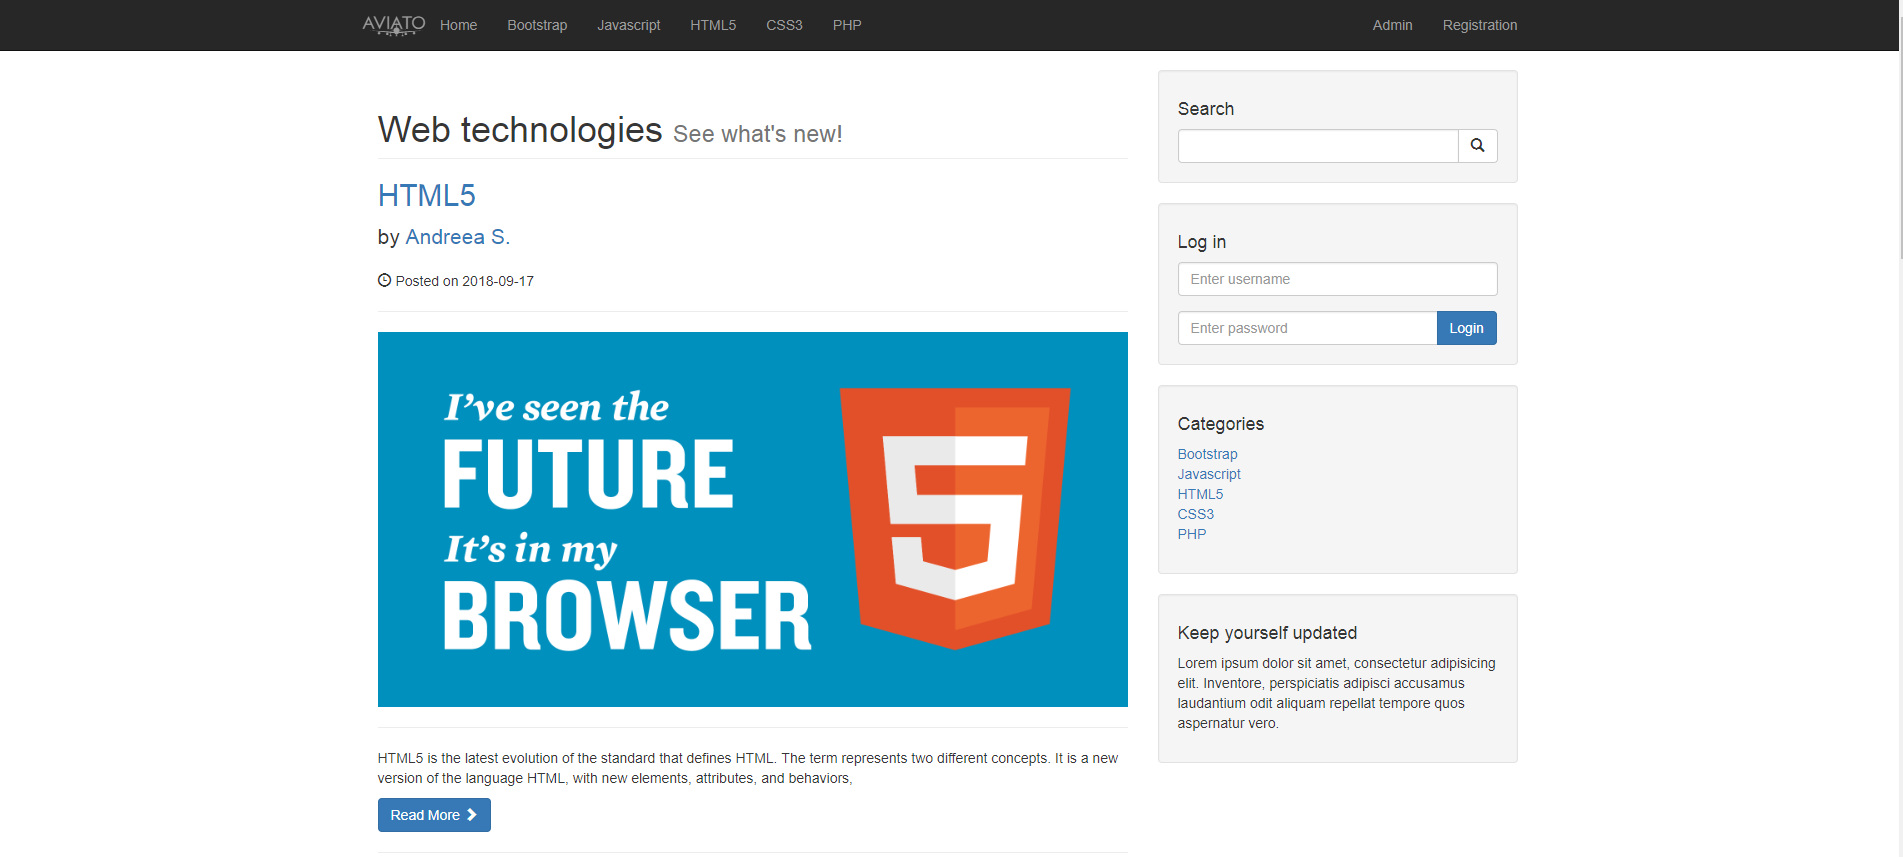 AVIATO Home Bootstrap Javascript HTML5 CSS3 PHP Admin Registration
Web technologies See what's new!
HTML5
by Andreea S.
Posted on 2018-09-17
I've seen the
FUTURE
It's in my
BROWSER
HTML5 is the latest evolution of the standard that defines HTML. The term represents two different concepts. It is a new
version of the language HTML, with new elements, attributes, and behaviors,
Read More
Search
Log in
Enter username
Enter password Login
Categories
Bootstrap
Javascript
HTML5
CSS3
PHP
Keep yourself updated
Lorem ipsum dolor sit amet, consectetur adipisicing
elit. Inventore, perspiciatis adipisci accusamus
laudantium odit aliquam repellat tempore quos
aspernatur vero.